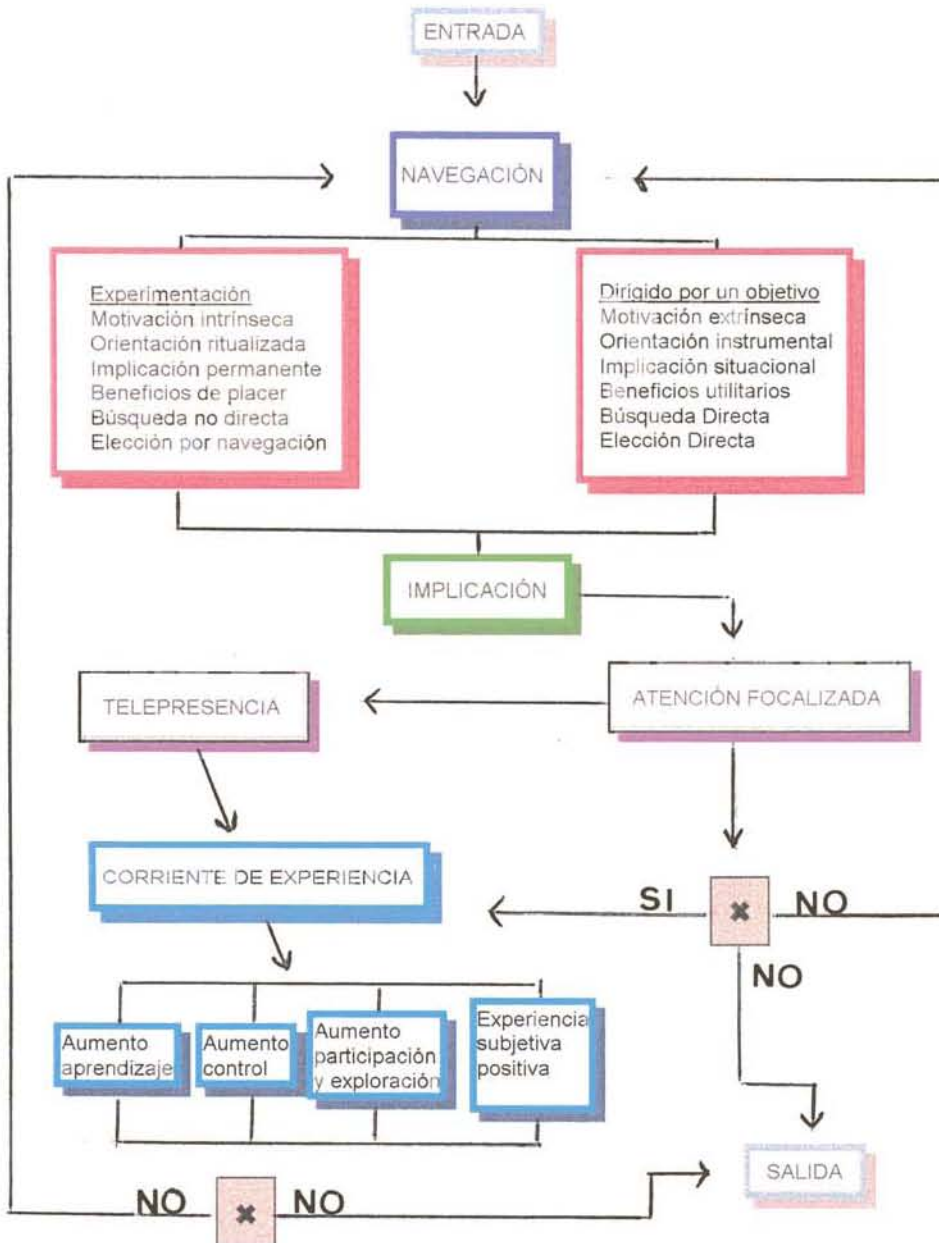 ENTRADA
NAVEGACIÓN
Experimentación
Motivación intrínseca
Orientación ritualizada
Implicación permanente
Beneficios de placer
Búsqueda no directa
Elección por navegación
Dirigido por un objetivo
Motivación extrínseca
Orientación instrumental
Implicación situacional
Beneficios utilitarios
Búsqueda Directa
Elección Directa
IMPLICACIÓN
TELEPRESENCIA
ATENCIÓN FOCALIZADA
CORRIENTE DE EXPERIENCIA
SI
NO
NO
Aumento
aprendizaje
Aumento
control
Aumento
participación
y exploración
Experiencia
subjetiva
positiva
SALIDA
NO
NO